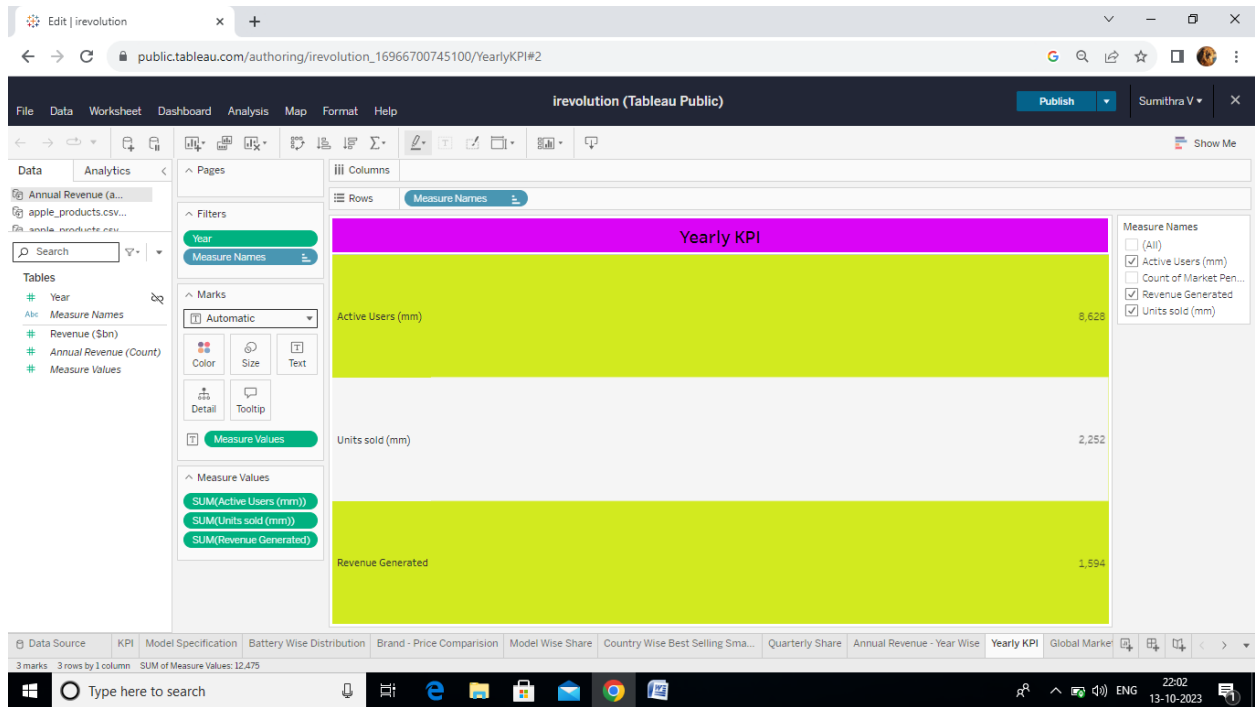 Edit | irevolution
public.tableau.com/authoring/irevolution_16966700745100/YearlyKPI#2
File Data Worksheet Dashboard Analysis Map Format Help
irevolution (Tableau Public)
Publish
Sumithra V
Show Me
Data Analytics
Annual Revenue (a...
apple_products.csv...
apple_products.csv
Search
Tables
# Year
Abc Measure Names
# Revenue ($bn)
# Annual Revenue (Count)
# Measure Values
Pages
Filters
Year
Measure Names
Marks
Automatic
Color Size Text
Detail Tooltip
Measure Values
Measure Values
SUM(Active Users (mm))
SUM(Units sold (mm))
SUM(Revenue Generated)
Columns
Rows Measure Names
Yearly KPI
Active Users (mm) 8,628
Units sold (mm) 2,252
Revenue Generated 1,594
Measure Names
(All)
Active Users (mm)
Count of Market Pen...
Revenue Generated
Units sold (mm)
Data Source KPI Model Specification Battery Wise Distribution Brand - Price Comparision Model Wise Share Country Wise Best Selling Sma... Quarterly Share Annual Revenue - Year Wise Yearly KPI Global Market
3 marks 3 rows by 1 column SUM of Measure Values: 12,475
Type here to search
ENG
22:02
13-10-2023